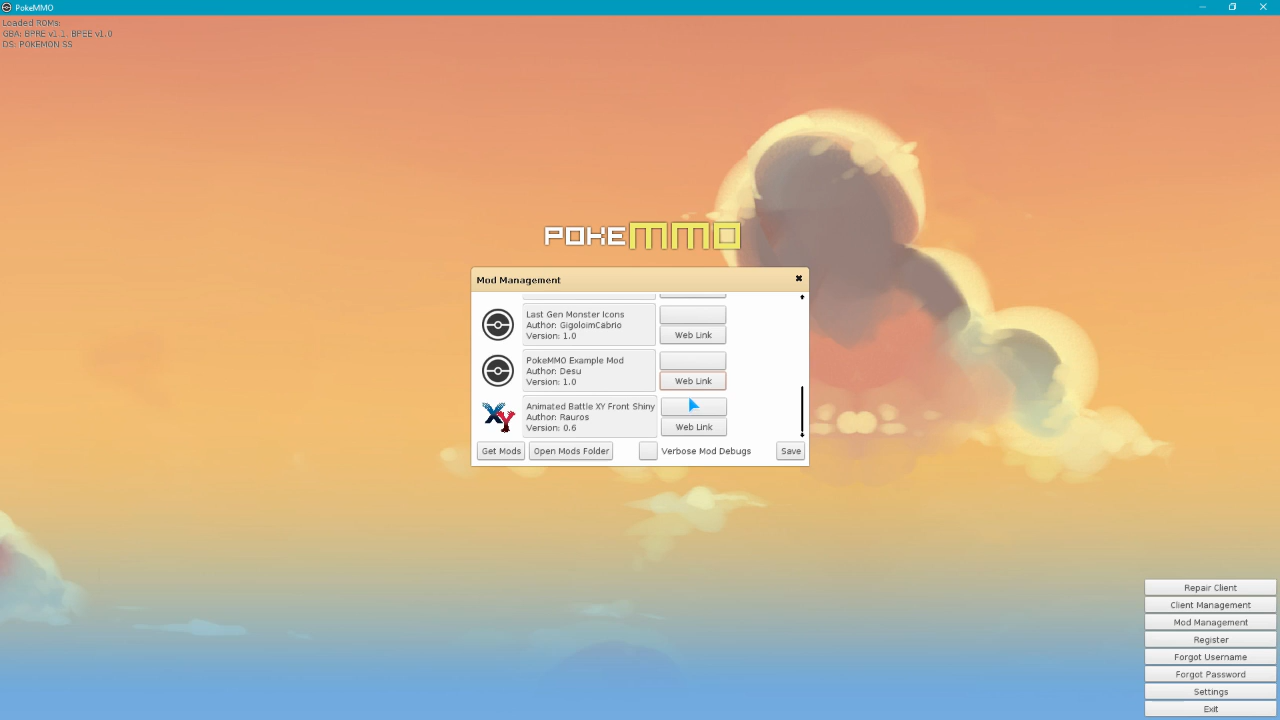 PokeMMO
Loaded ROMs:
GBA: BPRE v1.1, BPEE v1.0
DS: POKEMON SS
POKEMMO
Mod Management
Last Gen Monster Icons
Author: GigoloimCabrio
Version: 1.0
Web Link
PokeMMO Example Mod
Author: Desu
Version: 1.0
Web Link
XY
Animated Battle XY Front Shiny
Author: Rauros
Version: 0.6
Web Link
Get Mods
Open Mods Folder
Verbose Mod Debugs
Save
Repair Client
Client Management
Mod Management
Register
Forgot Username
Forgot Password
Settings
Exit